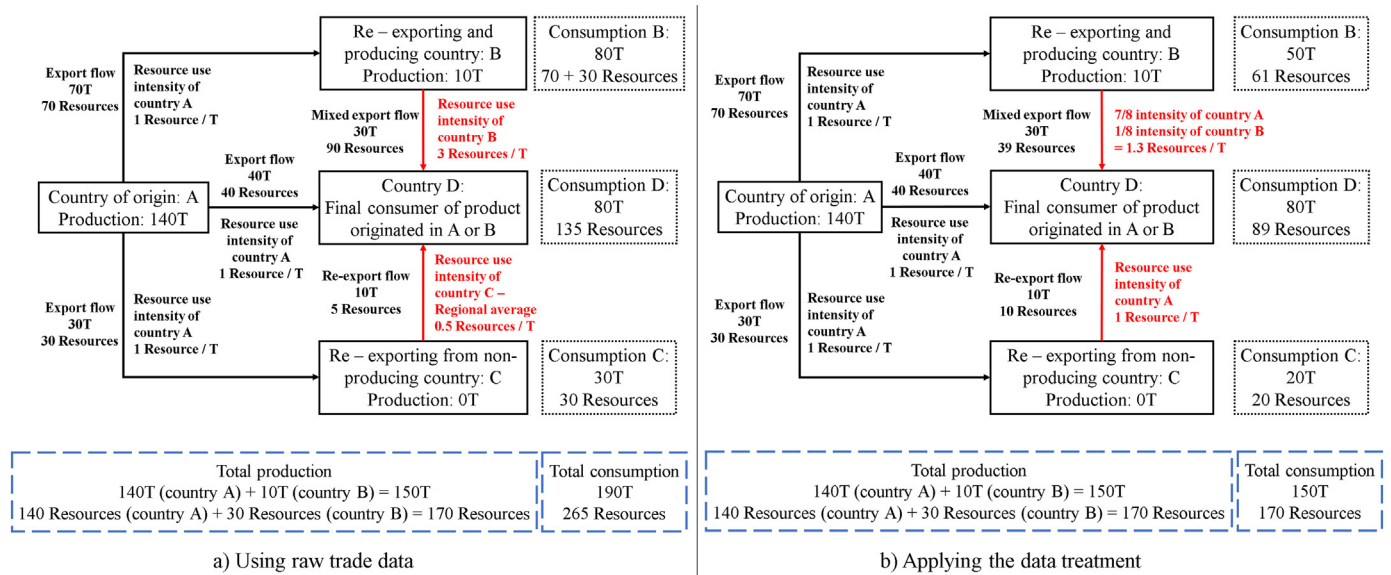 Re – exporting and
producing country: B
Production: 10T
Consumption B:
80T
70 + 30 Resources
Export flow
70T
70 Resources
Resource use
intensity of
country A
1 Resource / T
Mixed export flow
30T
90 Resources
Resource use
intensity of
country B
3 Resources / T
Export flow
40T
40 Resources
Country of origin: A
Production: 140T
Resource use
intensity of
country A
1 Resource / T
Country D:
Final consumer of product
originated in A or B
Consumption D:
80T
135 Resources
Export flow
30T
30 Resources
Resource use
intensity of
country A
1 Resource / T
Re-export flow
10T
5 Resources
Resource use
intensity of
country C –
Regional average
0.5 Resources / T
Re – exporting from non-
producing country: C
Production: 0T
Consumption C:
30T
30 Resources
Total production
140T (country A) + 10T (country B) = 150T
140 Resources (country A) + 30 Resources (country B) = 170 Resources
Total consumption
190T
265 Resources
a) Using raw trade data
Re – exporting and
producing country: B
Production: 10T
Consumption B:
50T
61 Resources
Export flow
70T
70 Resources
Resource use
intensity of
country A
1 Resource / T
Mixed export flow
30T
39 Resources
7/8 intensity of country A
1/8 intensity of country B
= 1.3 Resources / T
Export flow
40T
40 Resources
Country of origin: A
Production: 140T
Resource use
intensity of
country A
1 Resource / T
Country D:
Final consumer of product
originated in A or B
Consumption D:
80T
89 Resources
Export flow
30T
30 Resources
Resource use
intensity of
country A
1 Resource / T
Re-export flow
10T
10 Resources
Resource use
intensity of
country A
1 Resource / T
Re – exporting from non-
producing country: C
Production: 0T
Consumption C:
20T
20 Resources
Total production
140T (country A) + 10T (country B) = 150T
140 Resources (country A) + 30 Resources (country B) = 170 Resources
Total consumption
150T
170 Resources
b) Applying the data treatment